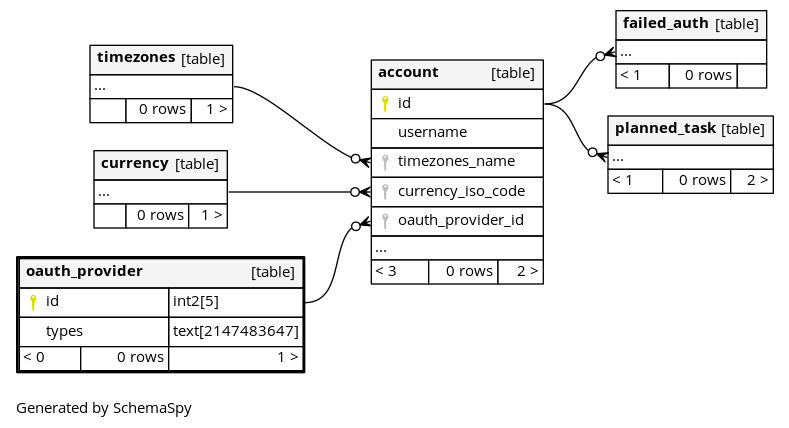 timezones [table]
...
0 rows 1 >
currency [table]
...
0 rows 1 >
oauth_provider [table]
id int2[5]
types text[2147483647]
< 0 0 rows 1 >
account [table]
id
username
timezones_name
currency_iso_code
oauth_provider_id
...
< 3 0 rows 2 >
failed_auth [table]
...
< 1 0 rows
planned_task [table]
...
< 1 0 rows 2 >
Generated by SchemaSpy